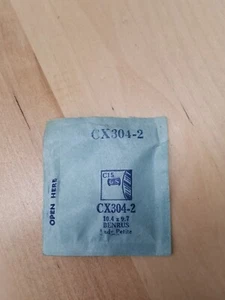 CX304-2
OPEN HERE
C.I.S.
CX304-2
18.4 x 9.7
BENRUS